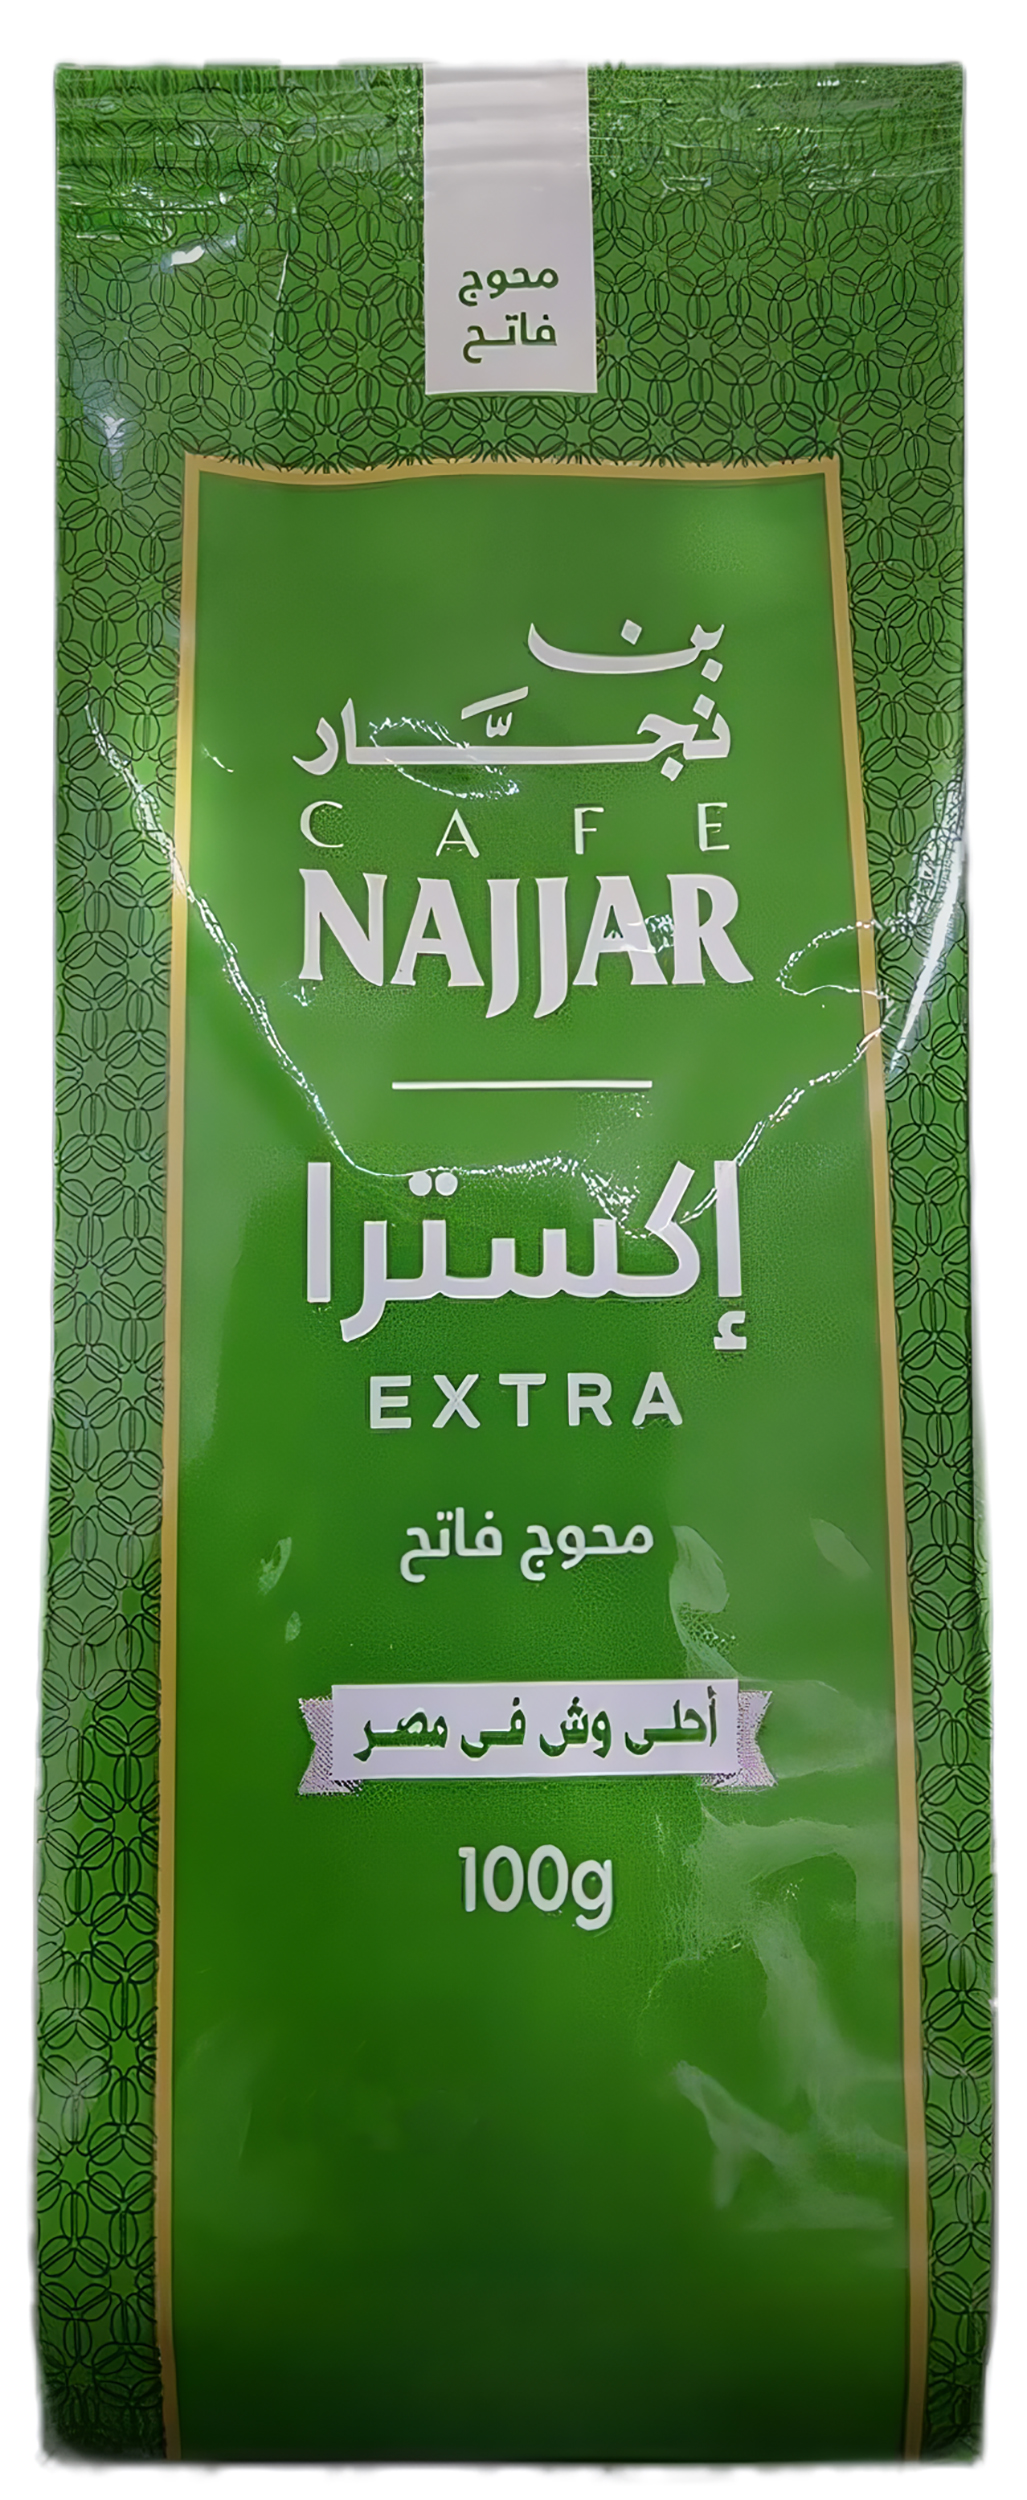 محوج
فاتح
بن
نجَّار
CAFE
NAJJAR
إكسترا
EXTRA
محوج فاتح
أحلى وش فى مصر
100g